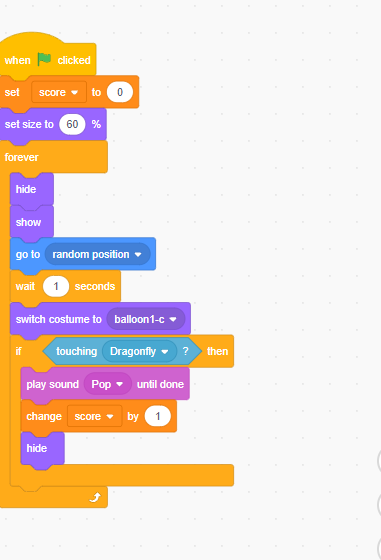 when clicked
set score to 0
set size to 60 %
forever
hide
show
go to random position
wait 1 seconds
switch costume to balloon1-c
if touching Dragonfly ? then
play sound Pop until done
change score by 1
hide